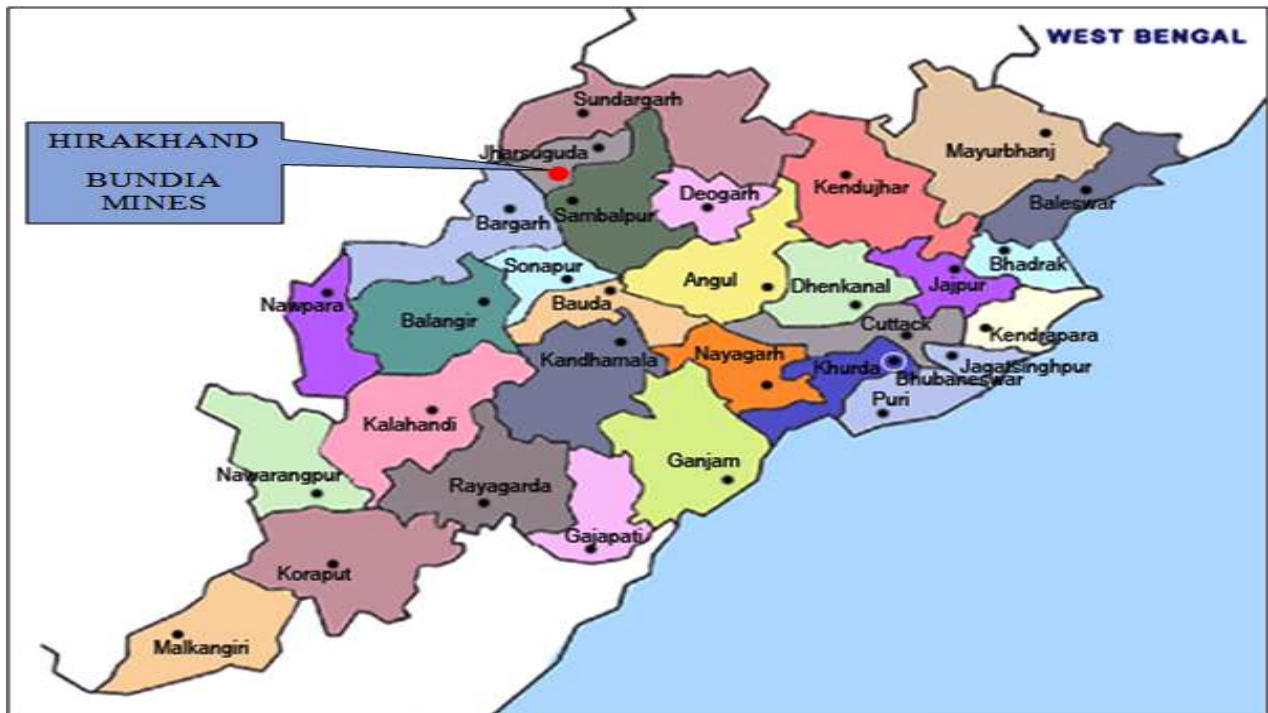 WEST BENGAL
Sundargarh
HIRAKHAND
BUNDIA
MINES
Jharsuguda
Mayurbhanj
Deogarh
Kendujhar
Baleswar
Sambalpur
Bargarh
Sonapur
Bhadrak
Angul
Dhenkanal
Jajpur
Nawpara
Bauda
Balangir
Cuttack
Kendrapara
Kandhamala
Nayagarh
Khurda
Jagatsinghpur
Bhubaneswar
Puri
Kalahandi
Ganjam
Nawarangpur
Rayagarda
Gajapati
Koraput
Malkangiri